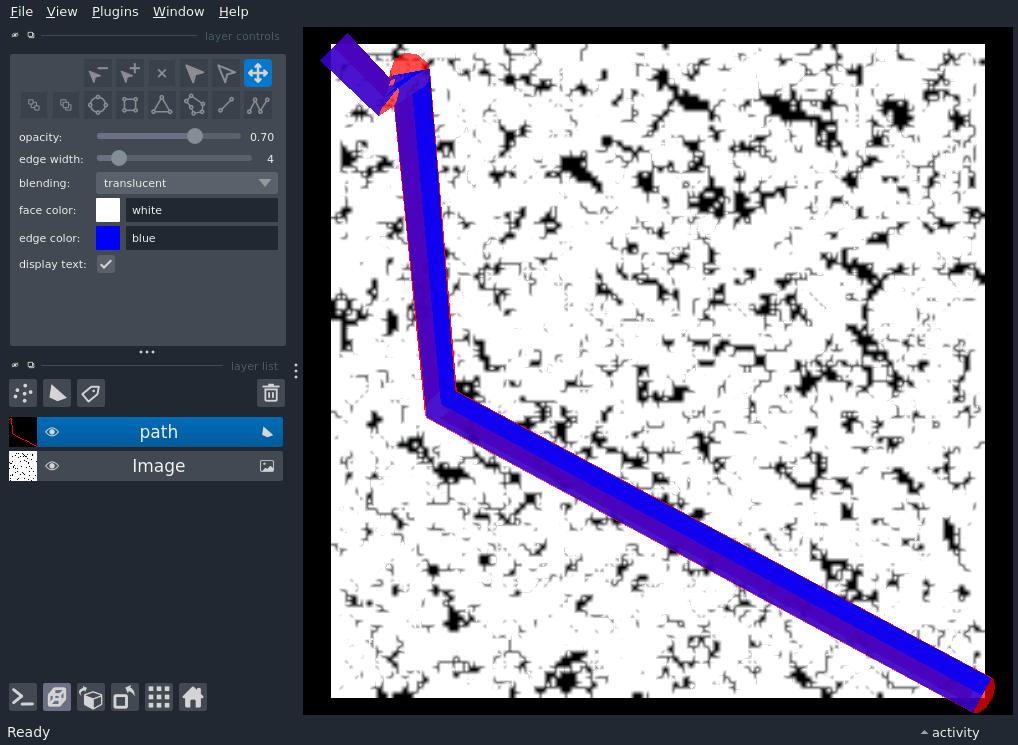 File View Plugins Window Help
layer controls
opacity: 0.70
edge width: 4
blending: translucent
face color: white
edge color: blue
display text:
layer list
path
Image
Ready
activity